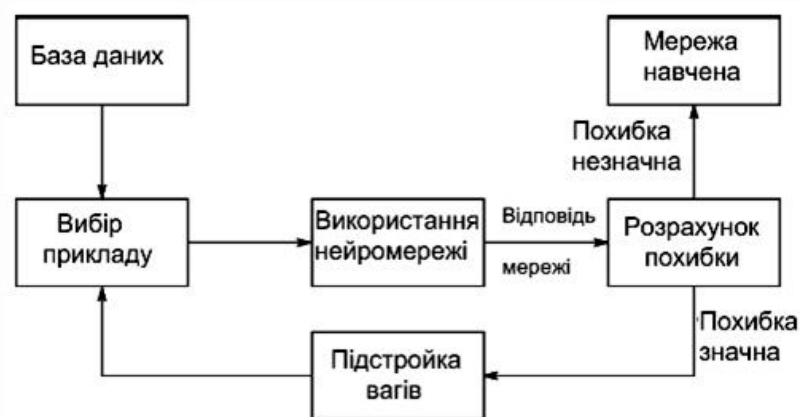 База даних
Мережа
навчена
Похибка
незначна
Вибір
прикладу
Використання
нейромережі
Відповідь
мережі
Розрахунок
похибки
Похибка
значна
Підстройка
вагів